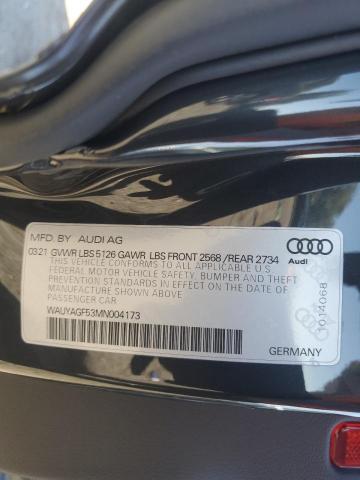 MFD. BY AUDI AG
03.21 GVWR LBS 5126 GAWR LBS FRONT 2568 /REAR 2734
THIS VEHICLE CONFORMS TO ALL APPLICABLE U.S.
FEDERAL MOTOR VEHICLE SAFETY, BUMPER AND THEFT
PREVENTION STANDARDS IN EFFECT ON THE
DATE OF MANUFACTURE SHOWN ABOVE.
PASSENGER CAR
WAUYAGF53MN004173
GERMANY
Audi
1014068